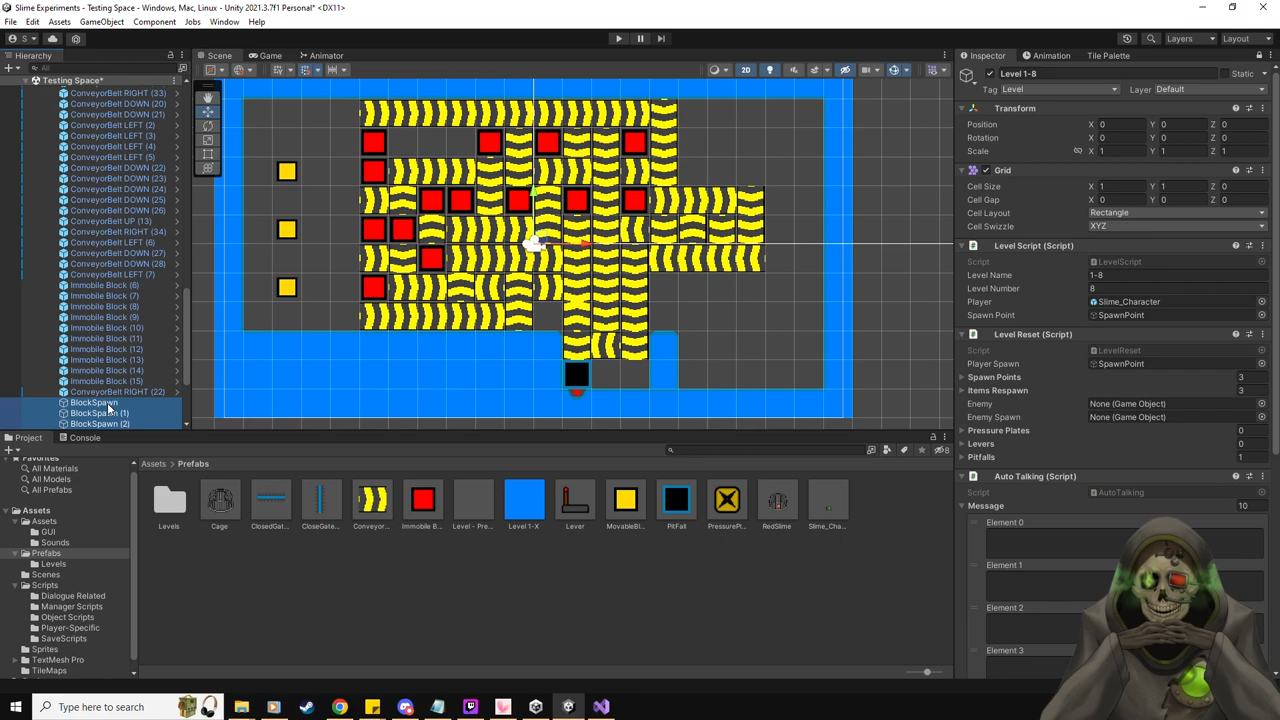 Slime Experiments - Testing Space - Windows, Mac, Linux - Unity 2021.3.7f1 Personal* <DX11>
File Edit Assets GameObject Component Jobs Window Help
S Layers Layout
Hierarchy Scene Game Animator Inspector Animation Tile Palette
All 2D Level 1-8 Static
Testing Space* Tag Level Layer Default
ConveyorBelt RIGHT (33)
ConveyorBelt DOWN (20)
ConveyorBelt DOWN (21)
ConveyorBelt LEFT (2)
ConveyorBelt LEFT (3)
ConveyorBelt LEFT (4)
ConveyorBelt LEFT (5)
ConveyorBelt DOWN (22)
ConveyorBelt DOWN (23)
ConveyorBelt DOWN (24)
ConveyorBelt DOWN (25)
ConveyorBelt DOWN (26)
ConveyorBelt UP (13)
ConveyorBelt RIGHT (34)
ConveyorBelt LEFT (6)
ConveyorBelt DOWN (27)
ConveyorBelt DOWN (28)
ConveyorBelt LEFT (7)
Immobile Block (6)
Immobile Block (7)
Immobile Block (8)
Immobile Block (9)
Immobile Block (10)
Immobile Block (11)
Immobile Block (12)
Immobile Block (13)
Immobile Block (14)
Immobile Block (15)
ConveyorBelt RIGHT (22)
BlockSpawn
BlockSpawn (1)
BlockSpawn (2)
Transform
Position X 0 Y 0 Z 0
Rotation X 0 Y 0 Z 0
Scale X 1 Y 1 Z 1
Grid
Cell Size X 1 Y 1 Z 0
Cell Gap X 0 Y 0 Z 0
Cell Layout Rectangle
Cell Swizzle XYZ
Level Script (Script)
Script LevelScript
Level Name 1-8
Level Number 8
Player Slime_Character
Spawn Point SpawnPoint
Level Reset (Script)
Script LevelReset
Player Spawn SpawnPoint
Spawn Points 3
Items Respawn 3
Enemy None (Game Object)
Enemy Spawn None (Game Object)
Pressure Plates 0
Levers 0
Pitfalls 1
Auto Talking (Script)
Script AutoTalking
Message 10
Element 0
Element 1
Element 2
Element 3
Project Console
8
Favorites
All Materials
All Models
All Prefabs
Assets
Assets
GUI
Sounds
Prefabs
Levels
Scenes
Scripts
Dialogue Related
Manager Scripts
Object Scripts
Player-Specific
SaveScripts
Sprites
TextMesh Pro
TileMaps
Assets > Prefabs
Levels Cage ClosedGat... CloseGate... Conveyor... Immobile B... Level - Pre... Level 1-X Lever MovableBl... PitFall PressurePl... RedSlime Slime_Cha...
Type here to search